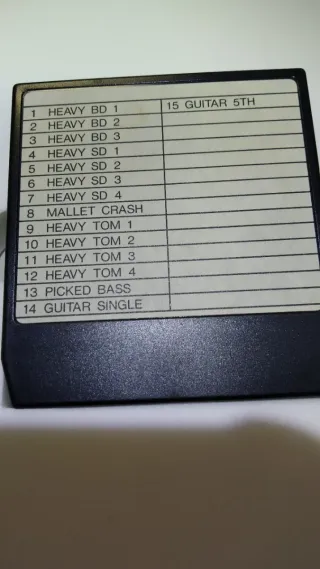 1 HEAVY BD 1
2 HEAVY BD 2
3 HEAVY BD 3
4 HEAVY SD 1
5 HEAVY SD 2
6 HEAVY SD 3
7 HEAVY SD 4
8 MALLET CRASH
9 HEAVY TOM 1
10 HEAVY TOM 2
11 HEAVY TOM 3
12 HEAVY TOM 4
13 PICKED BASS
14 GUITAR SINGLE
15 GUITAR 5TH